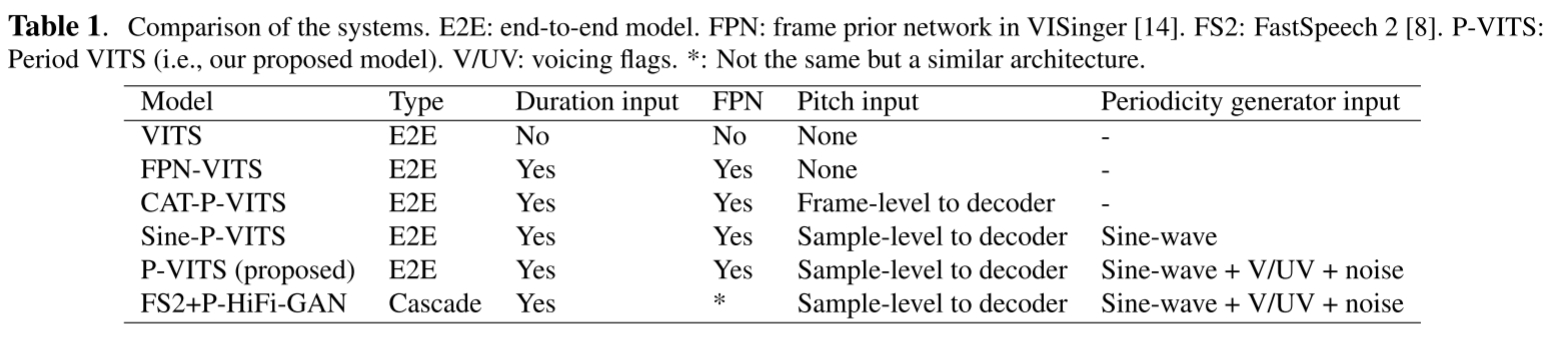 Table 1. Comparison of the systems. E2E: end-to-end model. FPN: frame prior network in VISinger [14]. FS2: FastSpeech 2 [8]. P-VITS:
Period VITS (i.e., our proposed model). V/UV: voicing flags. *: Not the same but a similar architecture.
Model Type Duration input FPN Pitch input Periodicity generator input
VITS E2E No No None -
FPN-VITS E2E Yes Yes None -
CAT-P-VITS E2E Yes Yes Frame-level to decoder -
Sine-P-VITS E2E Yes Yes Sample-level to decoder Sine-wave
P-VITS (proposed) E2E Yes Yes Sample-level to decoder Sine-wave + V/UV + noise
FS2+P-HiFi-GAN Cascade Yes * Sample-level to decoder Sine-wave + V/UV + noise